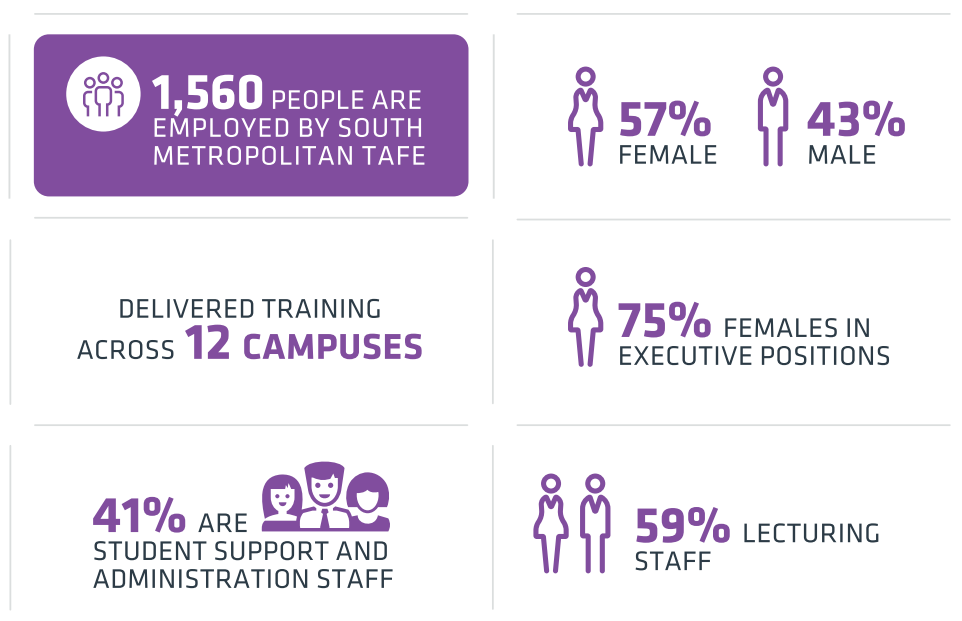 1,560 PEOPLE ARE
EMPLOYED BY SOUTH
METROPOLITAN TAFE
57%
FEMALE
43%
MALE
DELIVERED TRAINING
ACROSS 12 CAMPUSES
75% FEMALES IN
EXECUTIVE POSITIONS
41% ARE
STUDENT SUPPORT AND
ADMINISTRATION STAFF
59% LECTURING
STAFF